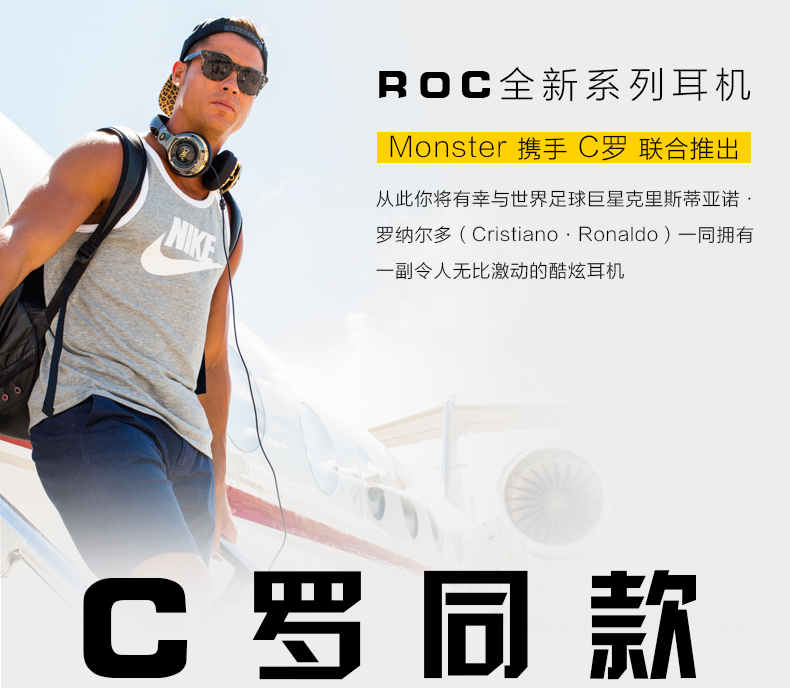 ROC全新系列耳机
Monster 携手 C罗 联合推出
从此你将有幸与世界足球巨星克里斯蒂亚诺·
罗纳尔多（Cristiano · Ronaldo）一同拥有
一副令人无比激动的酷炫耳机
NIKE
C罗同款